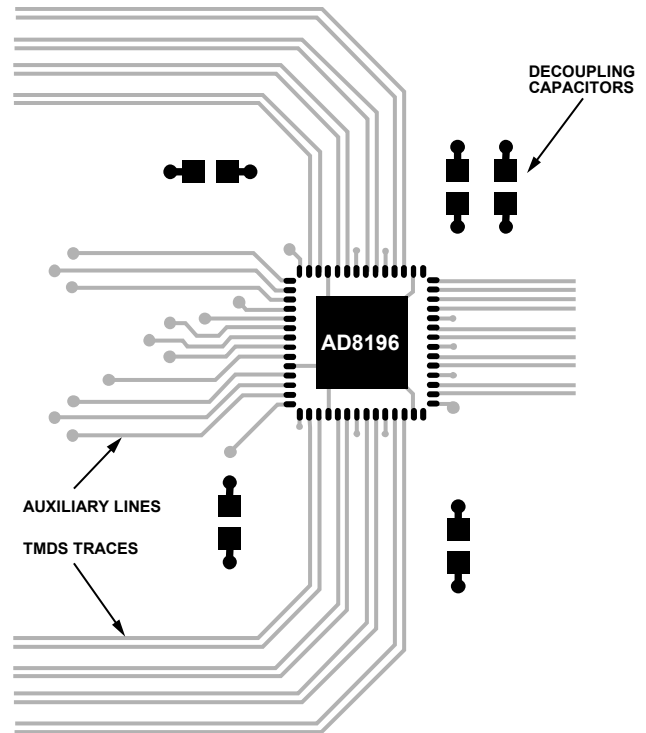 DECOUPLING
CAPACITORS
AD8196
AUXILIARY LINES
TMDS TRACES